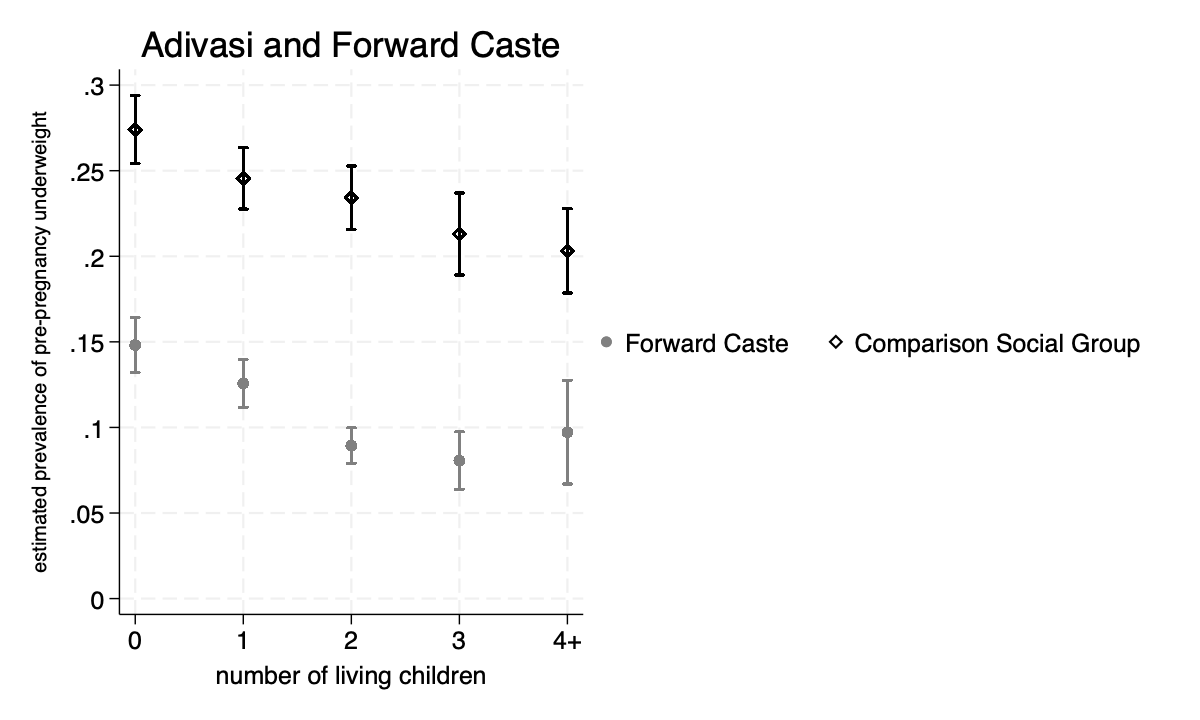 Adivasi and Forward Caste
estimated prevalence of pre-pregnancy underweight
.3
.25
.2
.15
.1
.05
0
0 1 2 3 4+
number of living children
Forward Caste Comparison Social Group